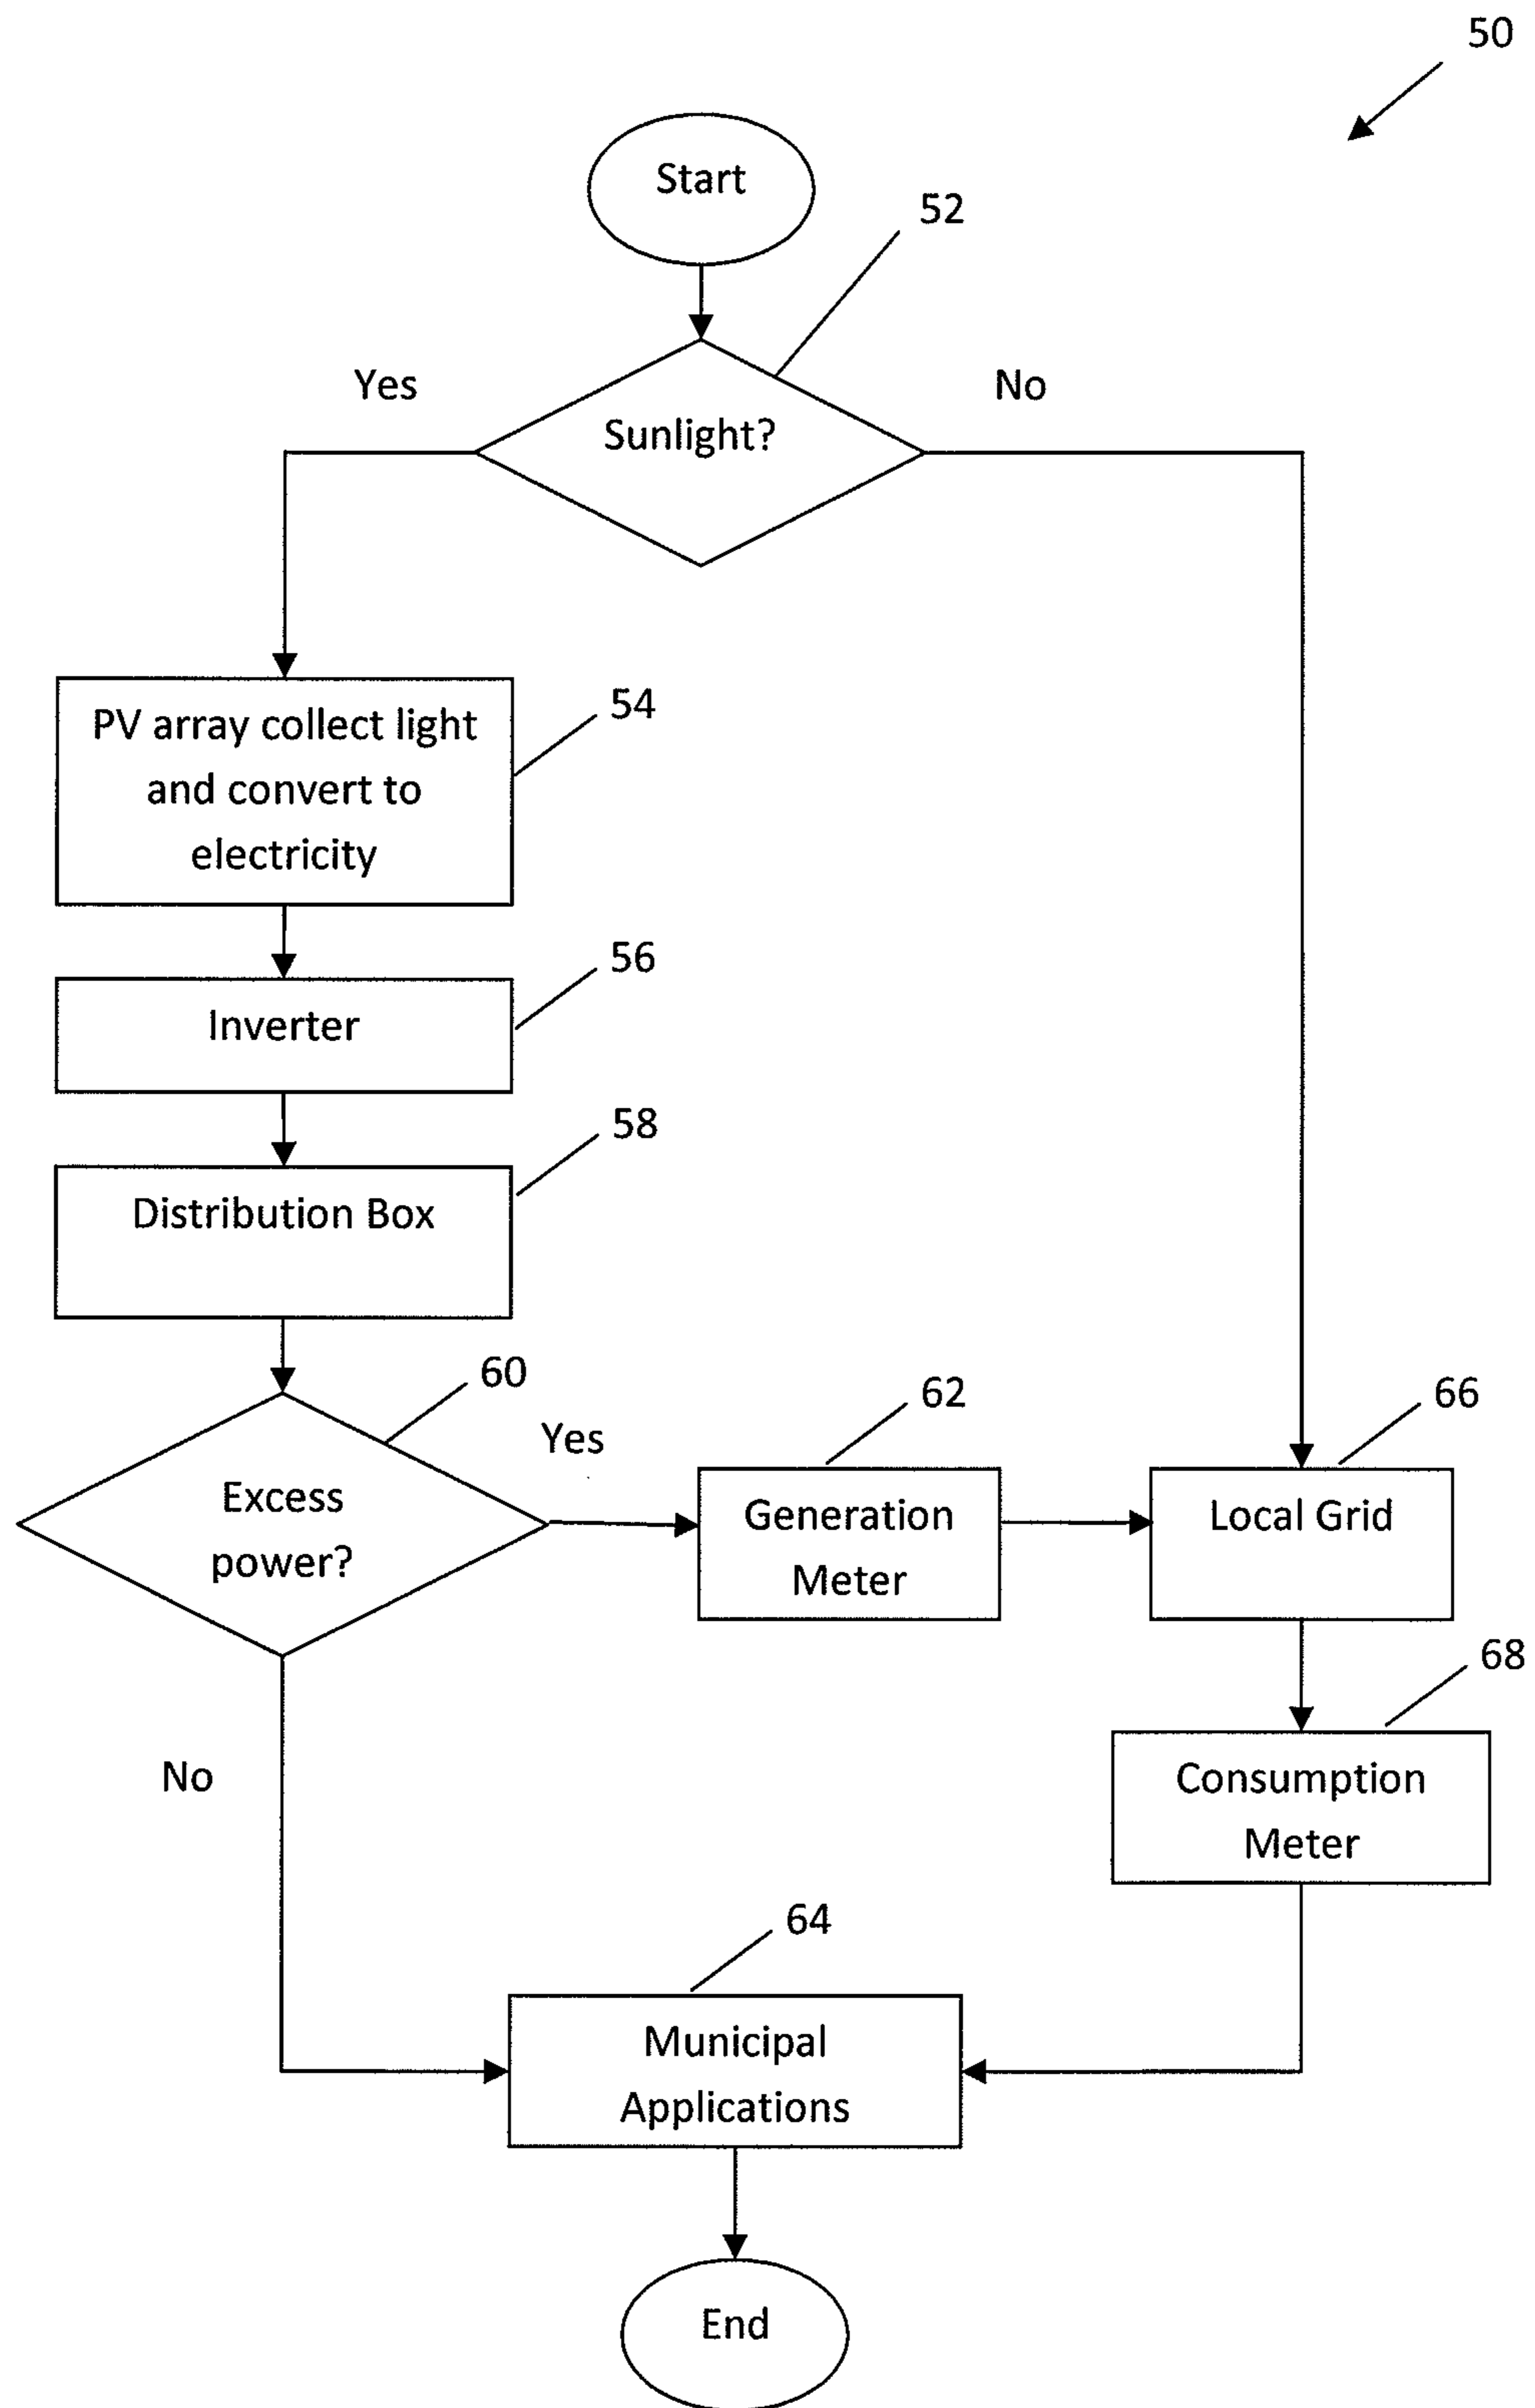 50
Start
52
Yes
No
Sunlight?
54
PV array collect light
and convert to
electricity
56
Inverter
58
Distribution Box
60
Yes
62
66
Excess
power?
Generation
Meter
Local Grid
68
No
Consumption
Meter
64
Municipal
Applications
End